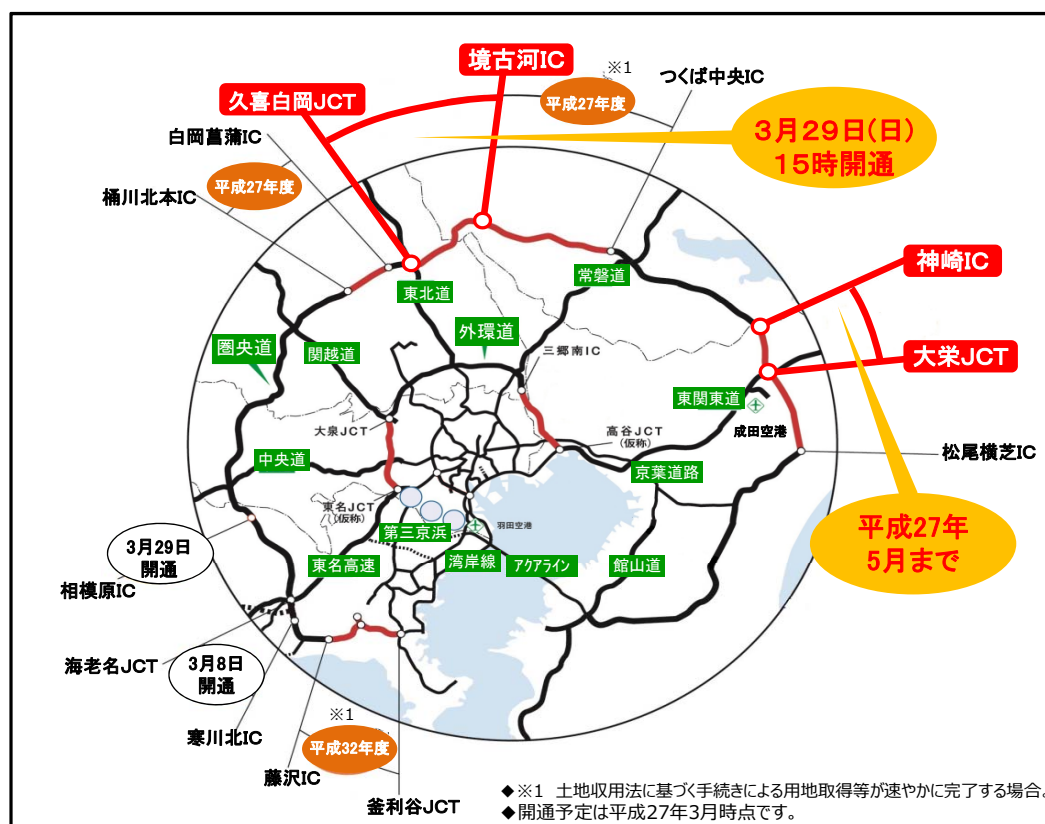 境古河IC
※1
つくば中央IC
久喜白岡JCT
平成27年度
3月29日(日)
15時開通
白岡菖蒲IC
平成27年度
桶川北本IC
神崎IC
常磐道
東北道
外環道
圏央道
関越道
三郷南IC
大栄JCT
東関東道
成田空港
大泉JCT
高谷JCT
(仮称)
松尾横芝IC
中央道
京葉道路
東名JCT
(仮称)
第三京浜
羽田空港
平成27年
5月まで
3月29日
開通
東名高速
湾岸線
アクアライン
館山道
相模原IC
海老名JCT
3月8日
開通
寒川北IC
※1
平成32年度
藤沢IC
釜利谷JCT
◆※1 土地収用法に基づく手続きによる用地取得等が速やかに完了する場合。
◆開通予定は平成27年3月時点です。